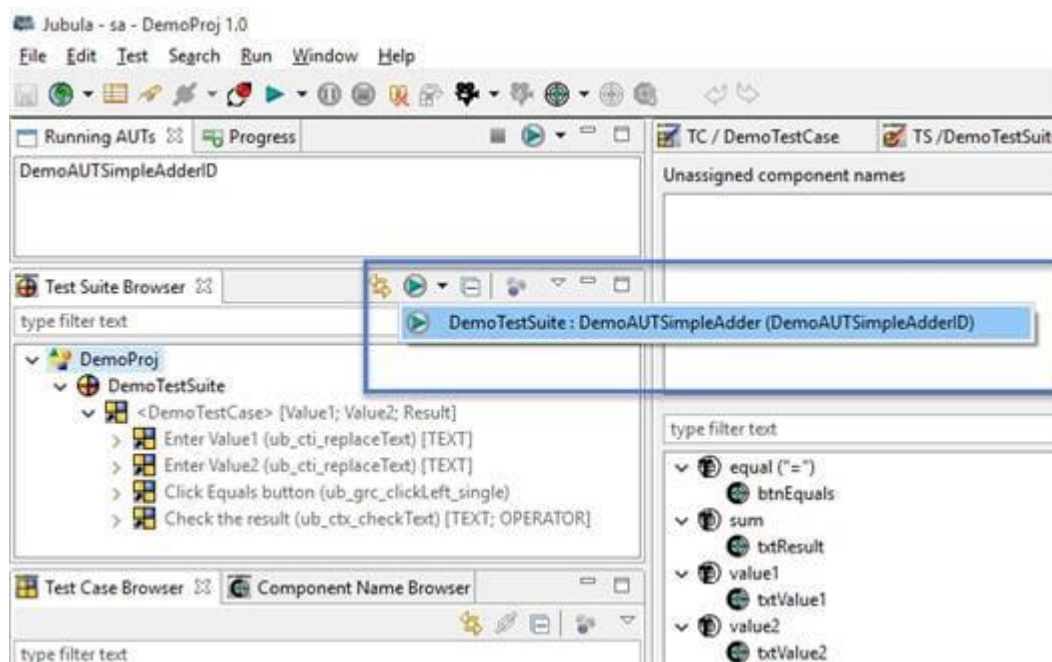 Jubula - sa - DemoProj 1.0
File Edit Test Search Run Window Help
Running AUTs Progress
DemoAUTSimpleAdderID
TC / DemoTestCase TS /DemoTestSuit
Unassigned component names
Test Suite Browser
type filter text
DemoTestSuite : DemoAUTSimpleAdder (DemoAUTSimpleAdderID)
DemoProj
DemoTestSuite
<DemoTestCase> [Value1; Value2; Result]
Enter Value1 (ub_cti_replaceText) [TEXT]
Enter Value2 (ub_cti_replaceText) [TEXT]
Click Equals button (ub_grc_clickLeft_single)
Check the result (ub_ctx_checkText) [TEXT; OPERATOR]
type filter text
equal ("=")
btnEquals
sum
txtResult
value1
txtValue1
value2
txtValue2
Test Case Browser Component Name Browser
type filter text